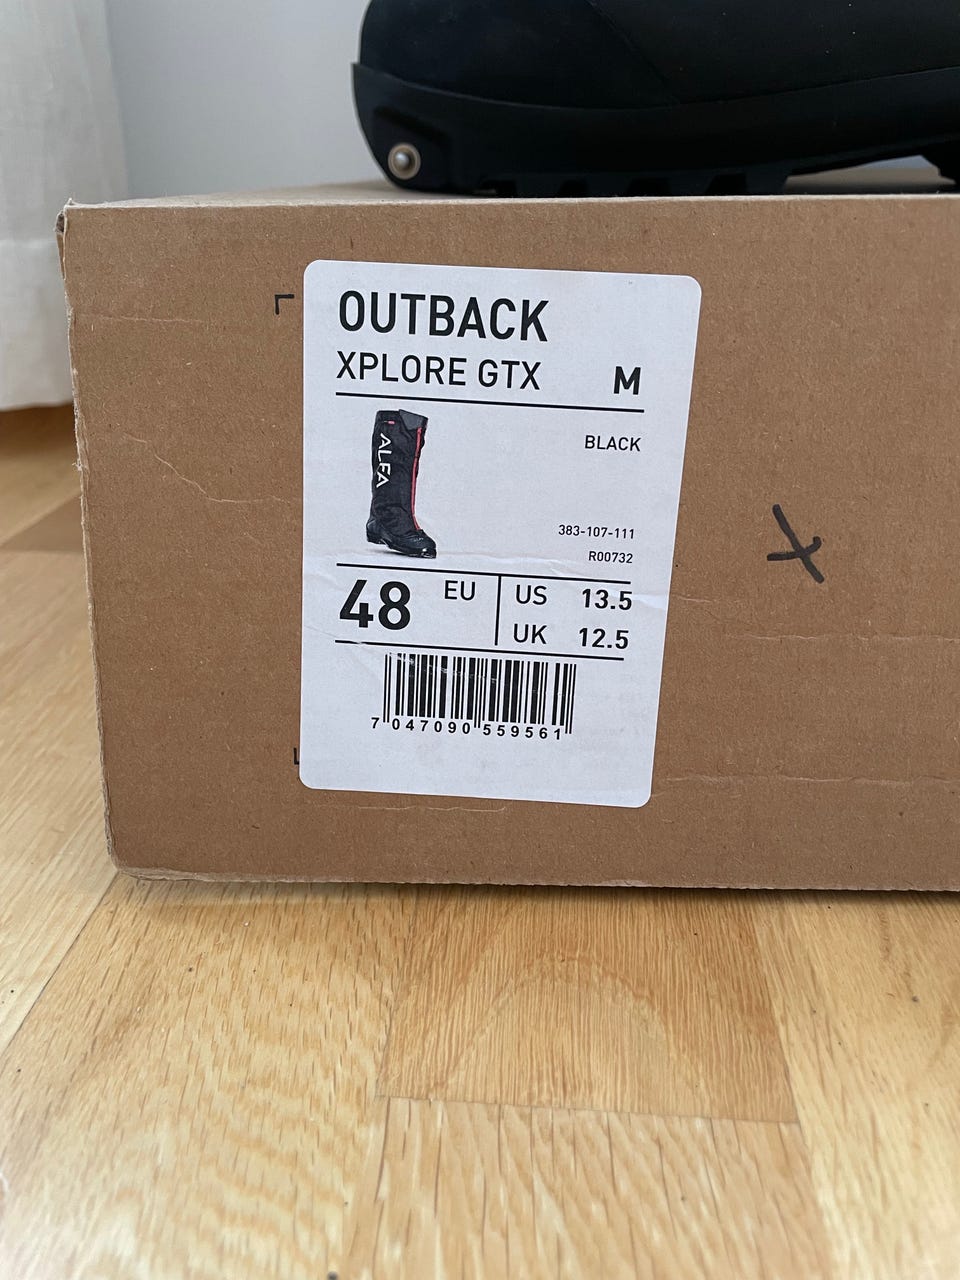 OUTBACK
XPLORE GTX M
ALFA
BLACK
383-107-111
R00732
48 EU US 13.5
UK 12.5
7 047090 559561
X